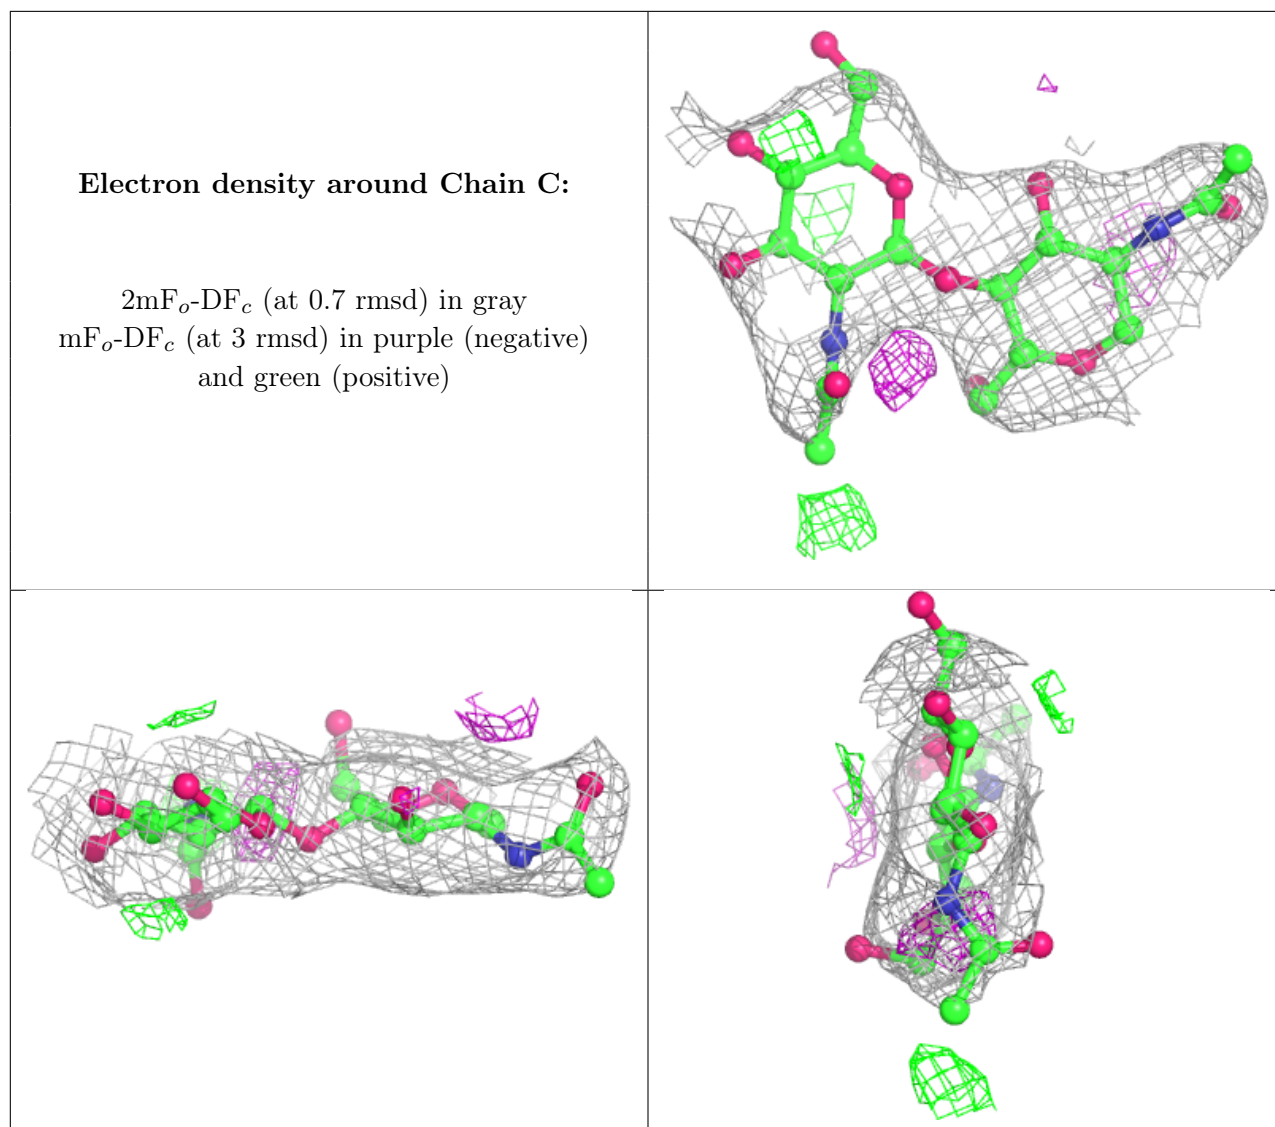 Electron density around Chain C:
2mFₒ-DF𝒸 (at 0.7 rmsd) in gray
mFₒ-DF𝒸 (at 3 rmsd) in purple (negative)
and green (positive)